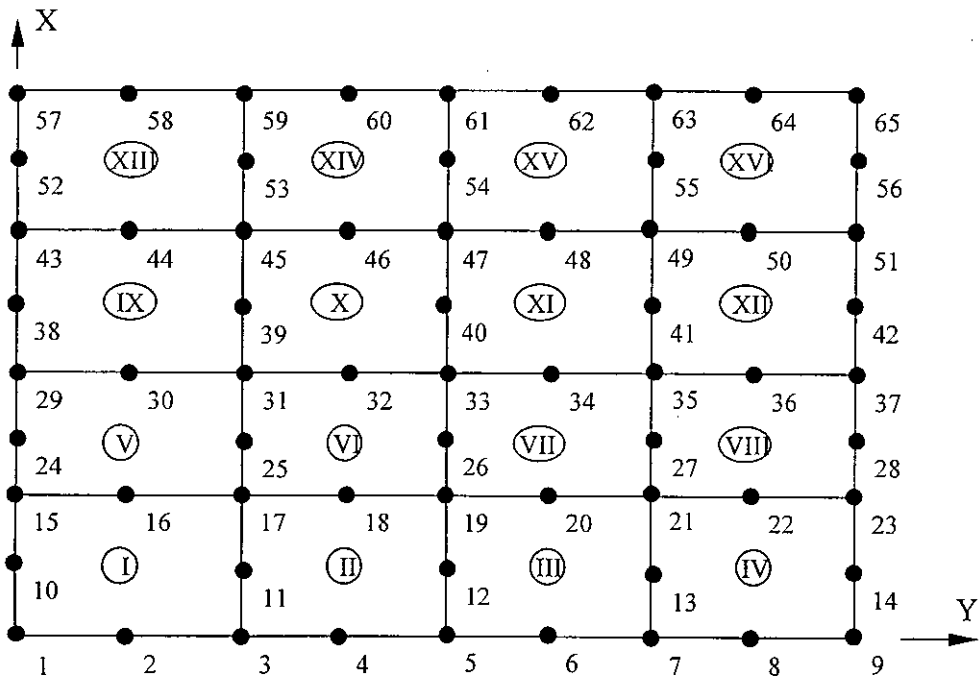 X
57 58 59 60 61 62 63 64 65
XIII XIV XV XVI
52 53 54 55 56
43 44 45 46 47 48 49 50 51
IX X XI XII
38 39 40 41 42
29 30 31 32 33 34 35 36 37
V VI VII VIII
24 25 26 27 28
15 16 17 18 19 20 21 22 23
I II III IV
10 11 12 13 14
Y
1 2 3 4 5 6 7 8 9